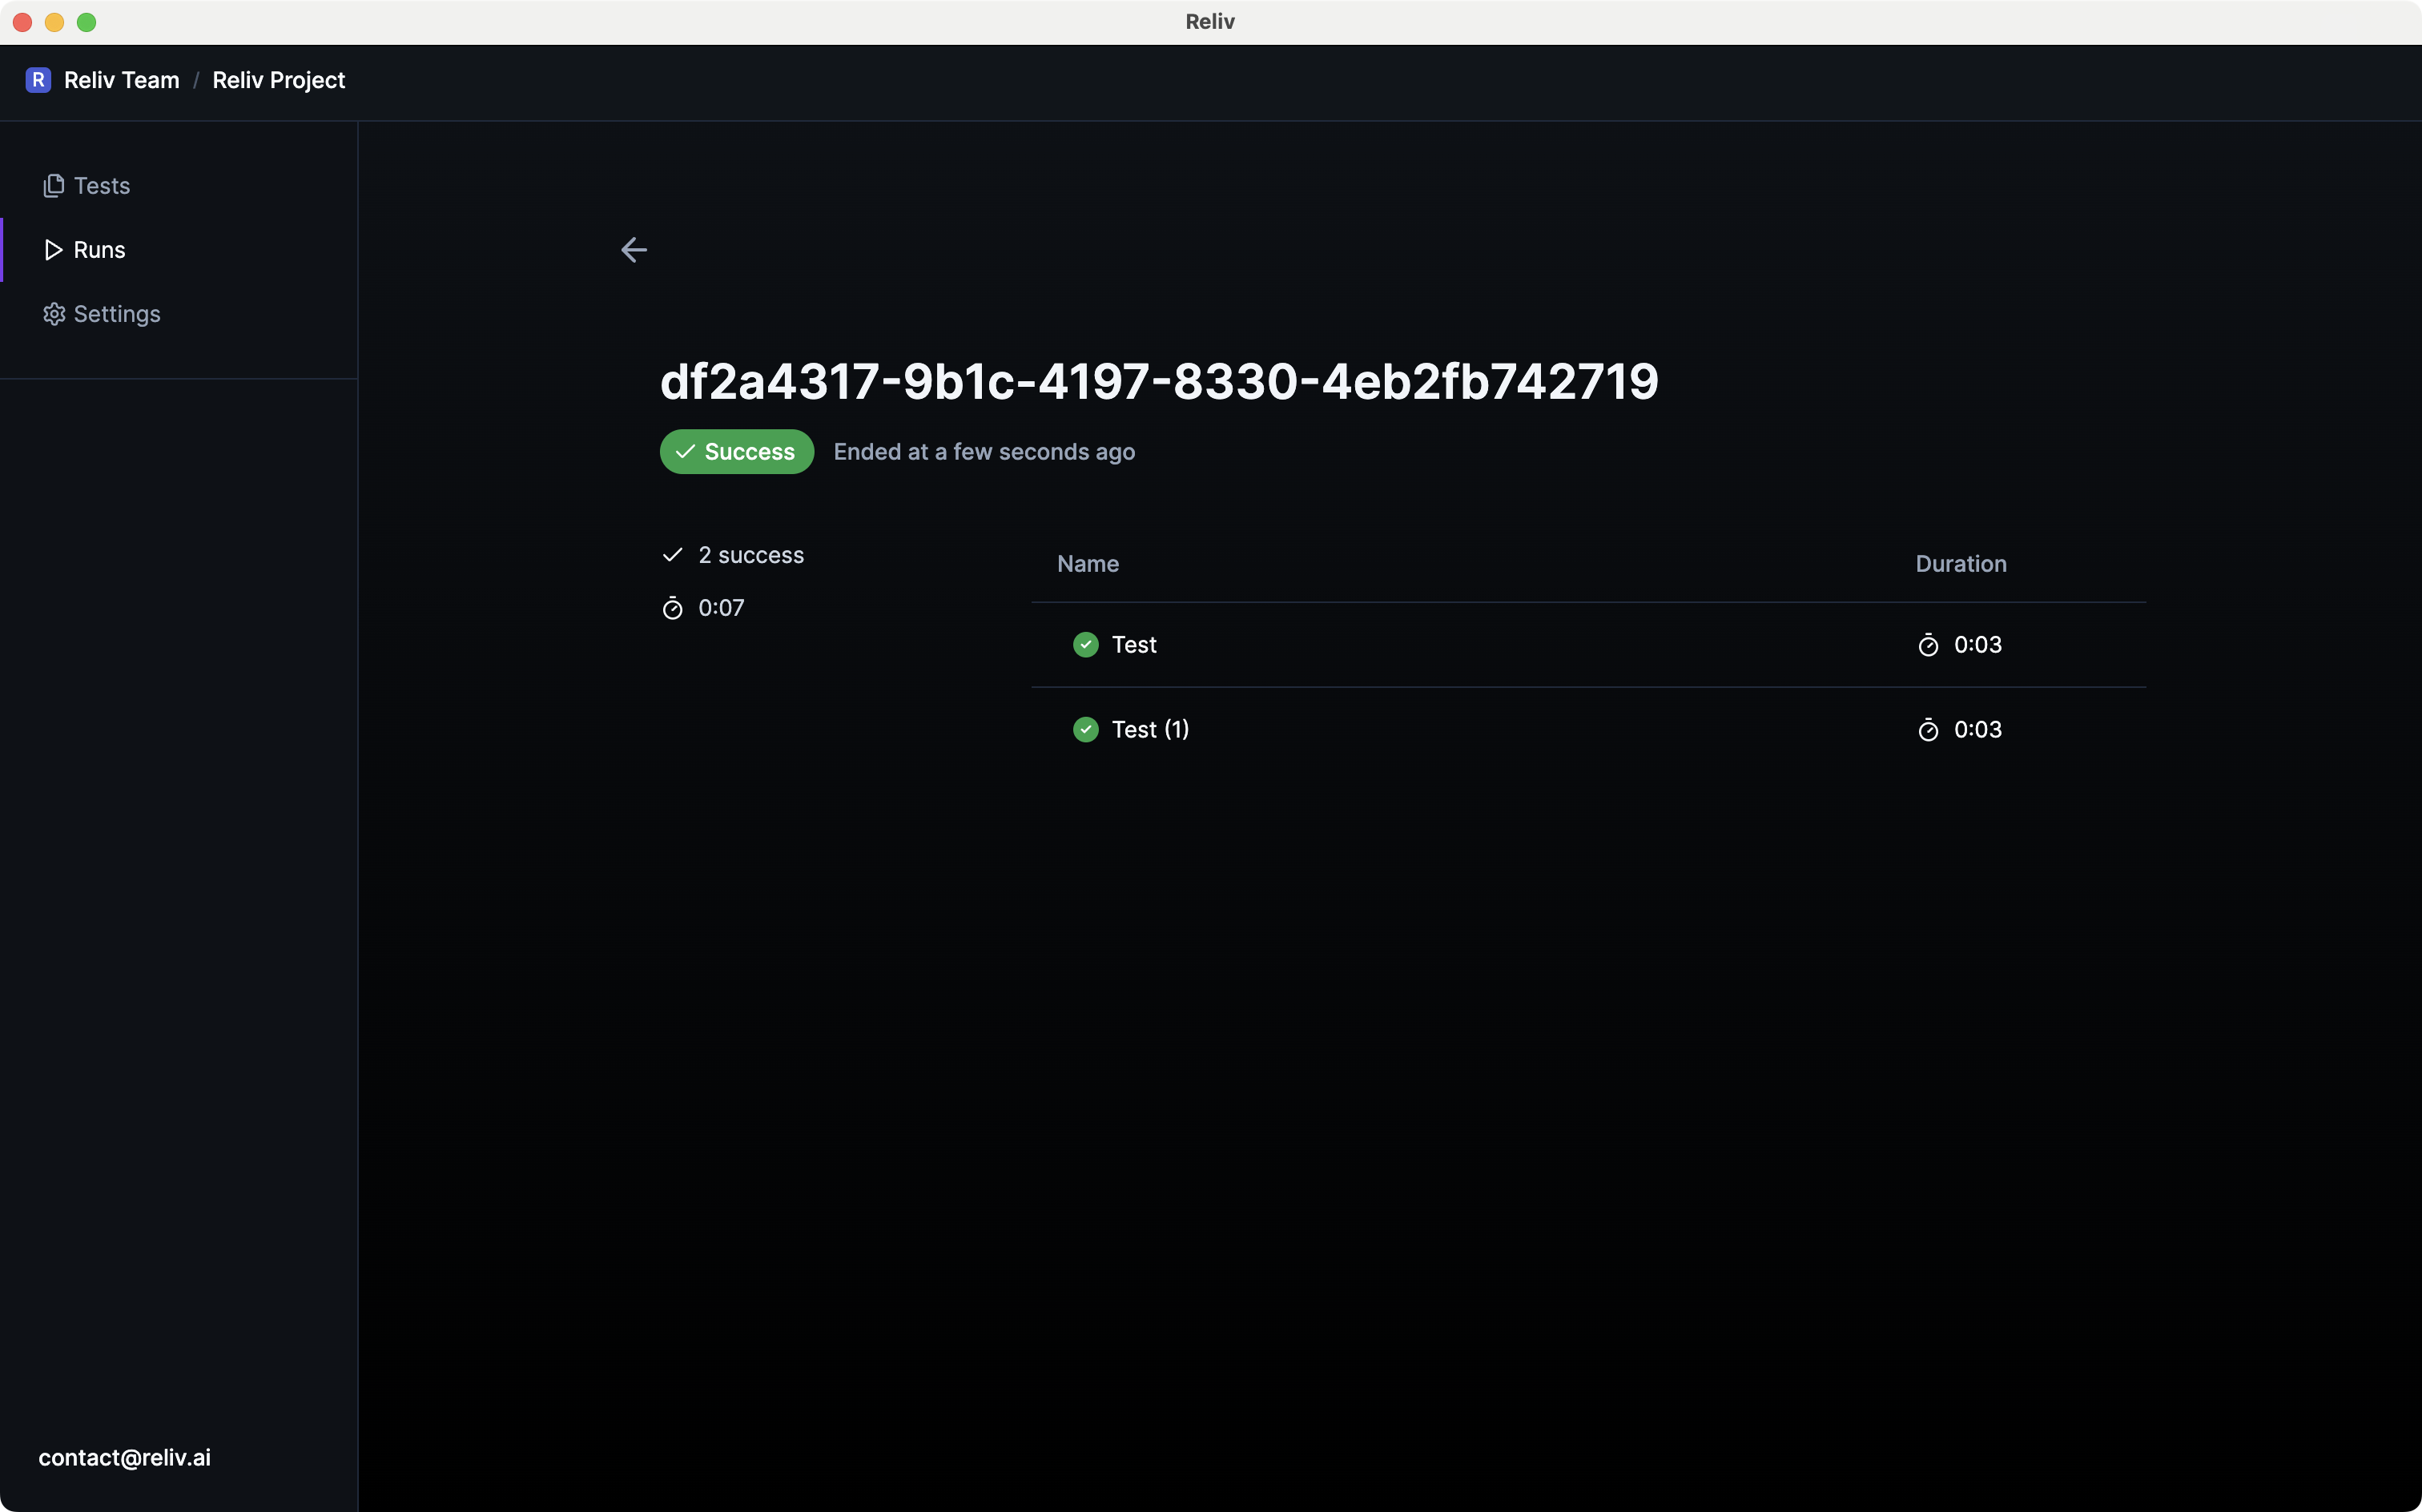 Reliv
R Reliv Team / Reliv Project
Tests
Runs
Settings
df2a4317-9b1c-4197-8330-4eb2fb742719
Success Ended at a few seconds ago
2 success
0:07
Name Duration
Test 0:03
Test (1) 0:03
contact@reliv.ai